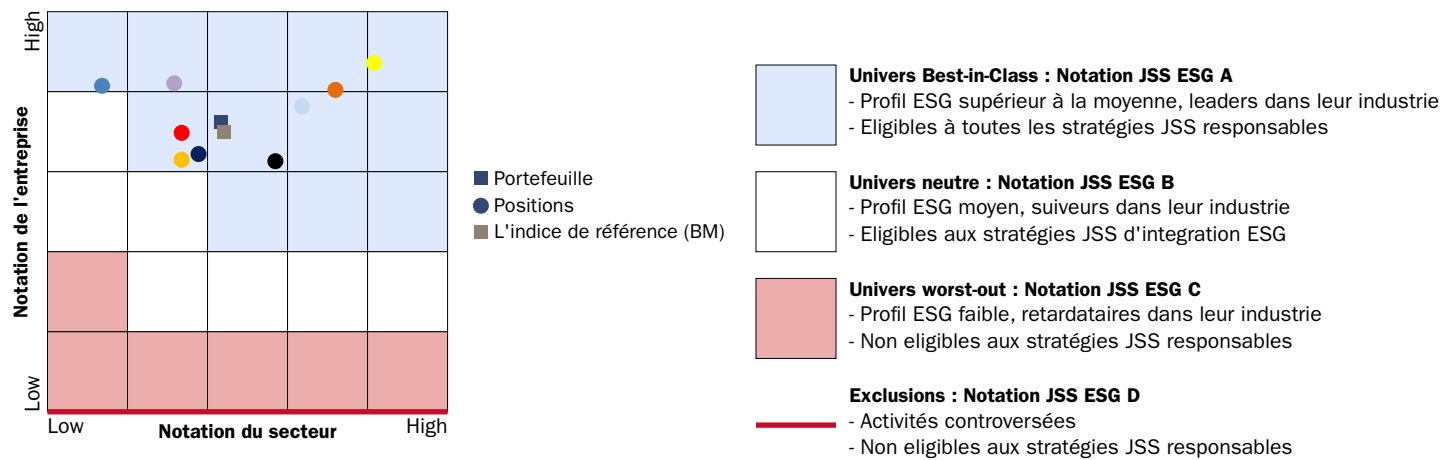 High
Notation de l'entreprise
Low
Low
Notation du secteur
High
Portefeuille
Positions
L'indice de référence (BM)
Univers Best-in-Class : Notation JSS ESG A
- Profil ESG supérieur à la moyenne, leaders dans leur industrie
- Eligibles à toutes les stratégies JSS responsables
Univers neutre : Notation JSS ESG B
- Profil ESG moyen, suiveurs dans leur industrie
- Eligibles aux stratégies JSS d'integration ESG
Univers worst-out : Notation JSS ESG C
- Profil ESG faible, retardataires dans leur industrie
- Non eligibles aux stratégies JSS responsables
Exclusions : Notation JSS ESG D
- Activités controversées
- Non eligibles aux stratégies JSS responsables